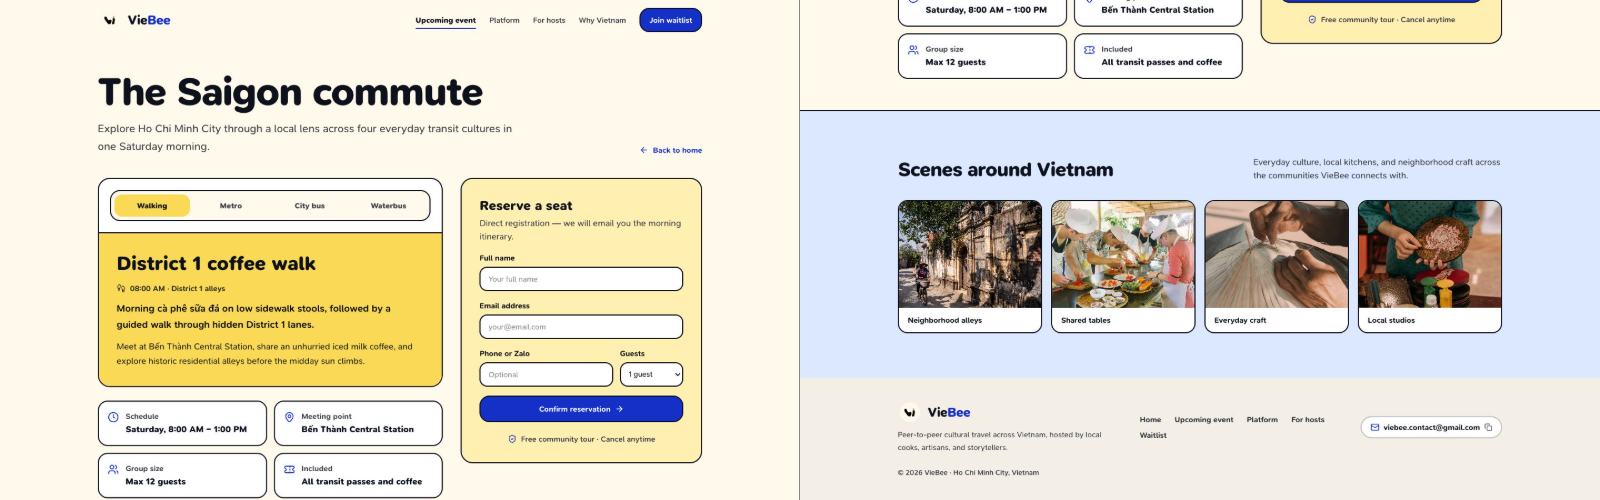 VieBee
Upcoming event
Platform
For hosts
Why Vietnam
Join waitlist
The Saigon commute
Explore Ho Chi Minh City through a local lens across four everyday transit cultures in
one Saturday morning.
Back to home
Walking
Metro
City bus
Waterbus
District 1 coffee walk
08:00 AM · District 1 alleys
Morning cà phê sữa đá on low sidewalk stools, followed by a
guided walk through hidden District 1 lanes.
Meet at Bến Thành Central Station, share an unhurried iced milk coffee, and
explore historic residential alleys before the midday sun climbs.
Schedule
Saturday, 8:00 AM – 1:00 PM
Meeting point
Bến Thành Central Station
Group size
Max 12 guests
Included
All transit passes and coffee
Reserve a seat
Direct registration — we will email you the morning
itinerary.
Full name
Your full name
Email address
your@email.com
Phone or Zalo
Guests
Optional
1 guest
Confirm reservation
Free community tour · Cancel anytime
Saturday, 8:00 AM – 1:00 PM
Bến Thành Central Station
Group size
Max 12 guests
Included
All transit passes and coffee
Free community tour · Cancel anytime
Scenes around Vietnam
Everyday culture, local kitchens, and neighborhood craft across
the communities VieBee connects with.
Neighborhood alleys
Shared tables
Everyday craft
Local studios
VieBee
Peer-to-peer cultural travel across Vietnam, hosted by local
cooks, artisans, and storytellers.
© 2026 VieBee · Ho Chi Minh City, Vietnam
Home
Upcoming event
Platform
For hosts
Waitlist
viebee.contact@gmail.com